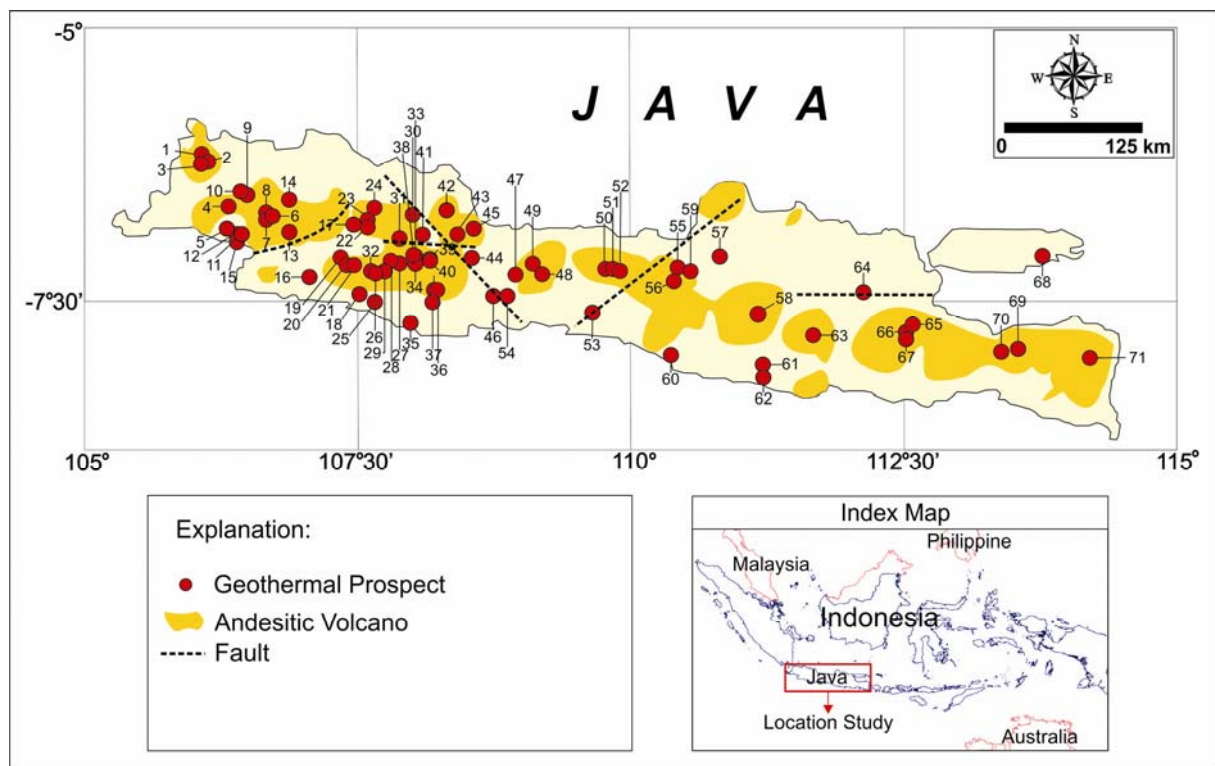 -5°
J A V A
N
W E
S
0 125 km
33
30
9
38 41
1 2
3
24 31 42 43 47 52
8 14 23 45 49 51
10 50 59
4 6 17 55 57
5 7 22 32 39 44 48 64
12 13 40 68
11 15 16 34 56 58
-7°30'
19 69
20 21 18 26 46 54 53 63 66 65 70
25 29 28 27 35 37 36 60 61 67 71
62
105° 107°30' 110° 112°30' 115°
Explanation:
Geothermal Prospect
Andesitic Volcano
Fault
Index Map
Philippine
Malaysia
Indonesia
Java
Location Study
Australia